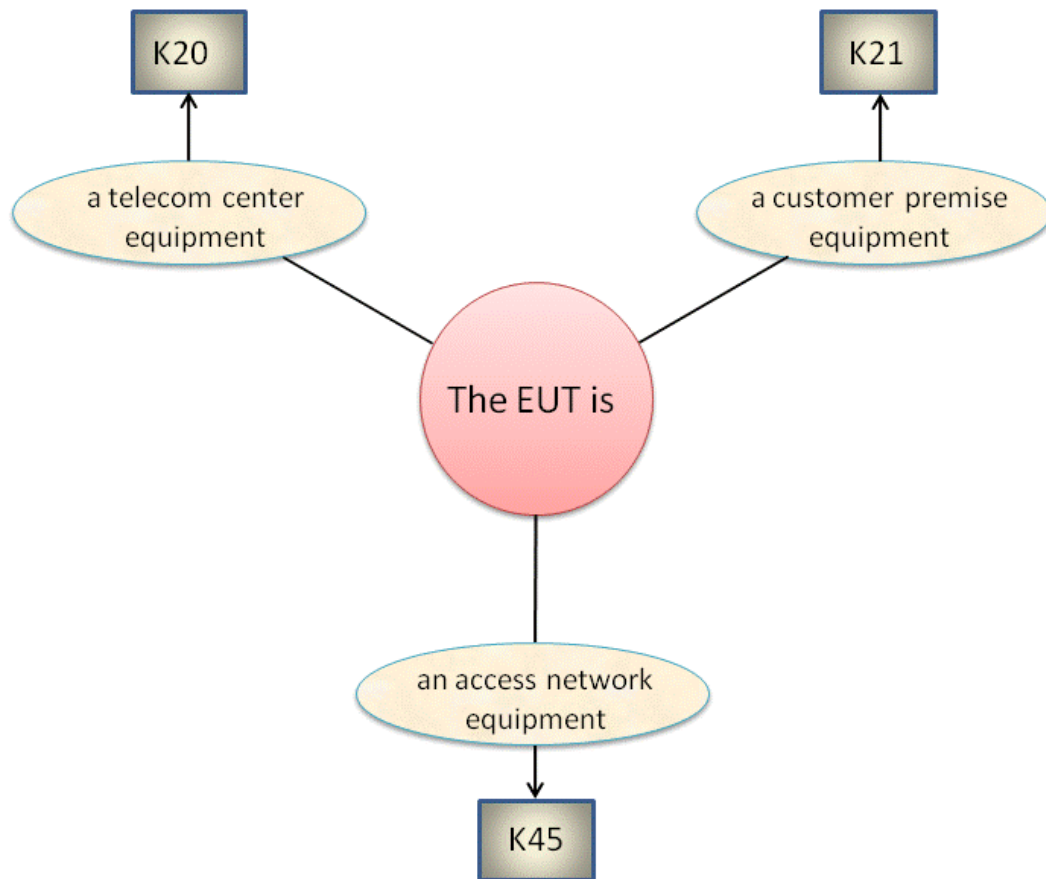 K20
K21
a telecom center
equipment
a customer premise
equipment
The EUT is
an access network
equipment
K45